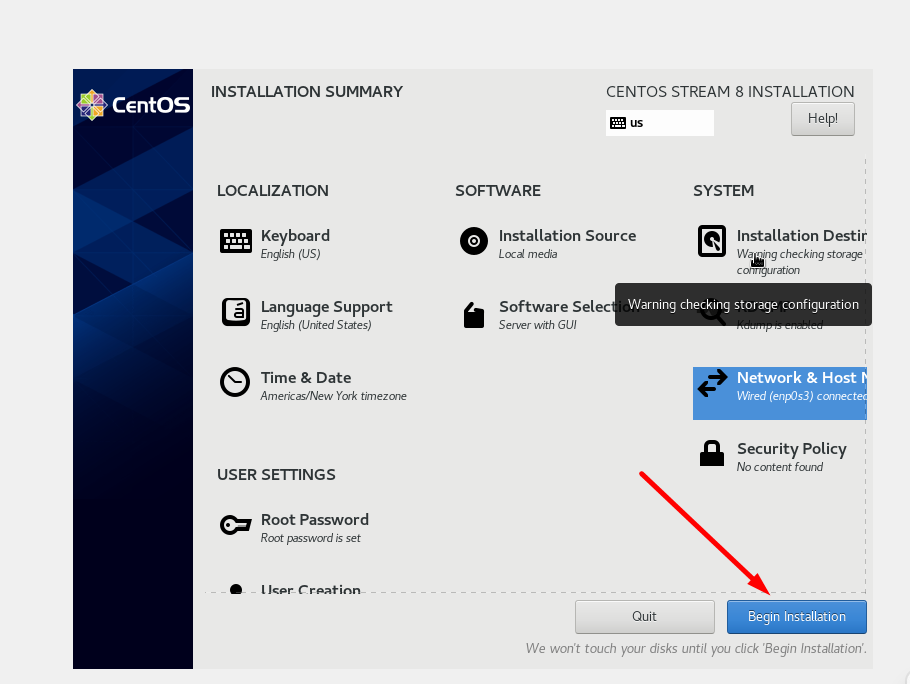 CentOS
INSTALLATION SUMMARY
CENTOS STREAM 8 INSTALLATION
us
Help!
LOCALIZATION
Keyboard
English (US)
Language Support
English (United States)
Time & Date
Americas/New York timezone
SOFTWARE
Installation Source
Local media
Software Selectio
Server with GUI
SYSTEM
Installation Destin
Warning checking storage
configuration
Warning checking storage configuration
Kdump is enabled
Network & Host N
Wired (enp0s3) connected
Security Policy
No content found
USER SETTINGS
Root Password
Root password is set
User Creation
Quit
Begin Installation
We won't touch your disks until you click 'Begin Installation'.